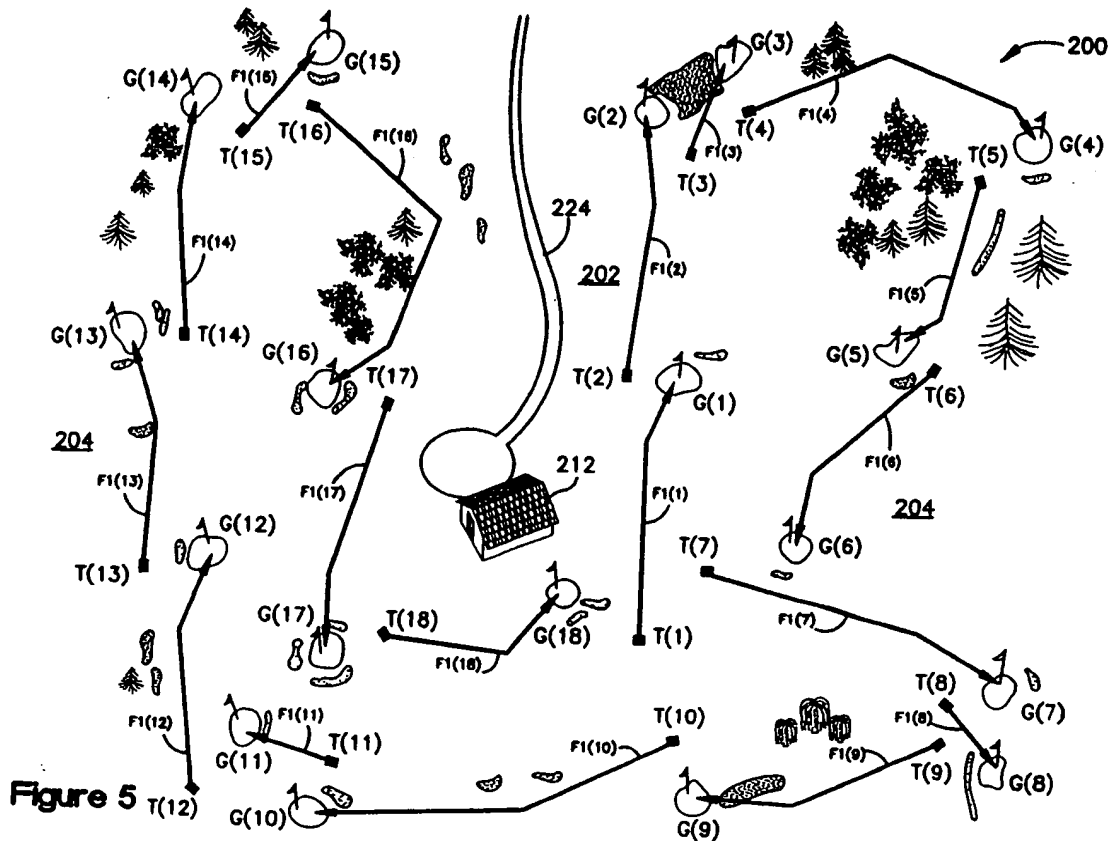 G(3)
200
G(15)
G(14)
F1(15)
G(2)
T(16)
T(4)
F1(4)
T(15)
F1(3)
G(4)
T(5)
T(3)
224
F1(14)
202
F1(2)
F1(5)
G(13)
T(14)
G(16)
T(17)
G(5)
T(2)
G(1)
T(6)
204
F1(6)
F1(13)
F1(17)
212
F1(1)
204
G(12)
T(7)
G(6)
T(13)
G(17)
T(18)
G(18)
T(1)
F1(7)
T(8)
G(7)
F1(12)
F1(11)
T(10)
F1(8)
G(11)
T(11)
F1(10)
F1(9)
T(9)
G(8)
Figure 5
T(12)
G(10)
G(9)